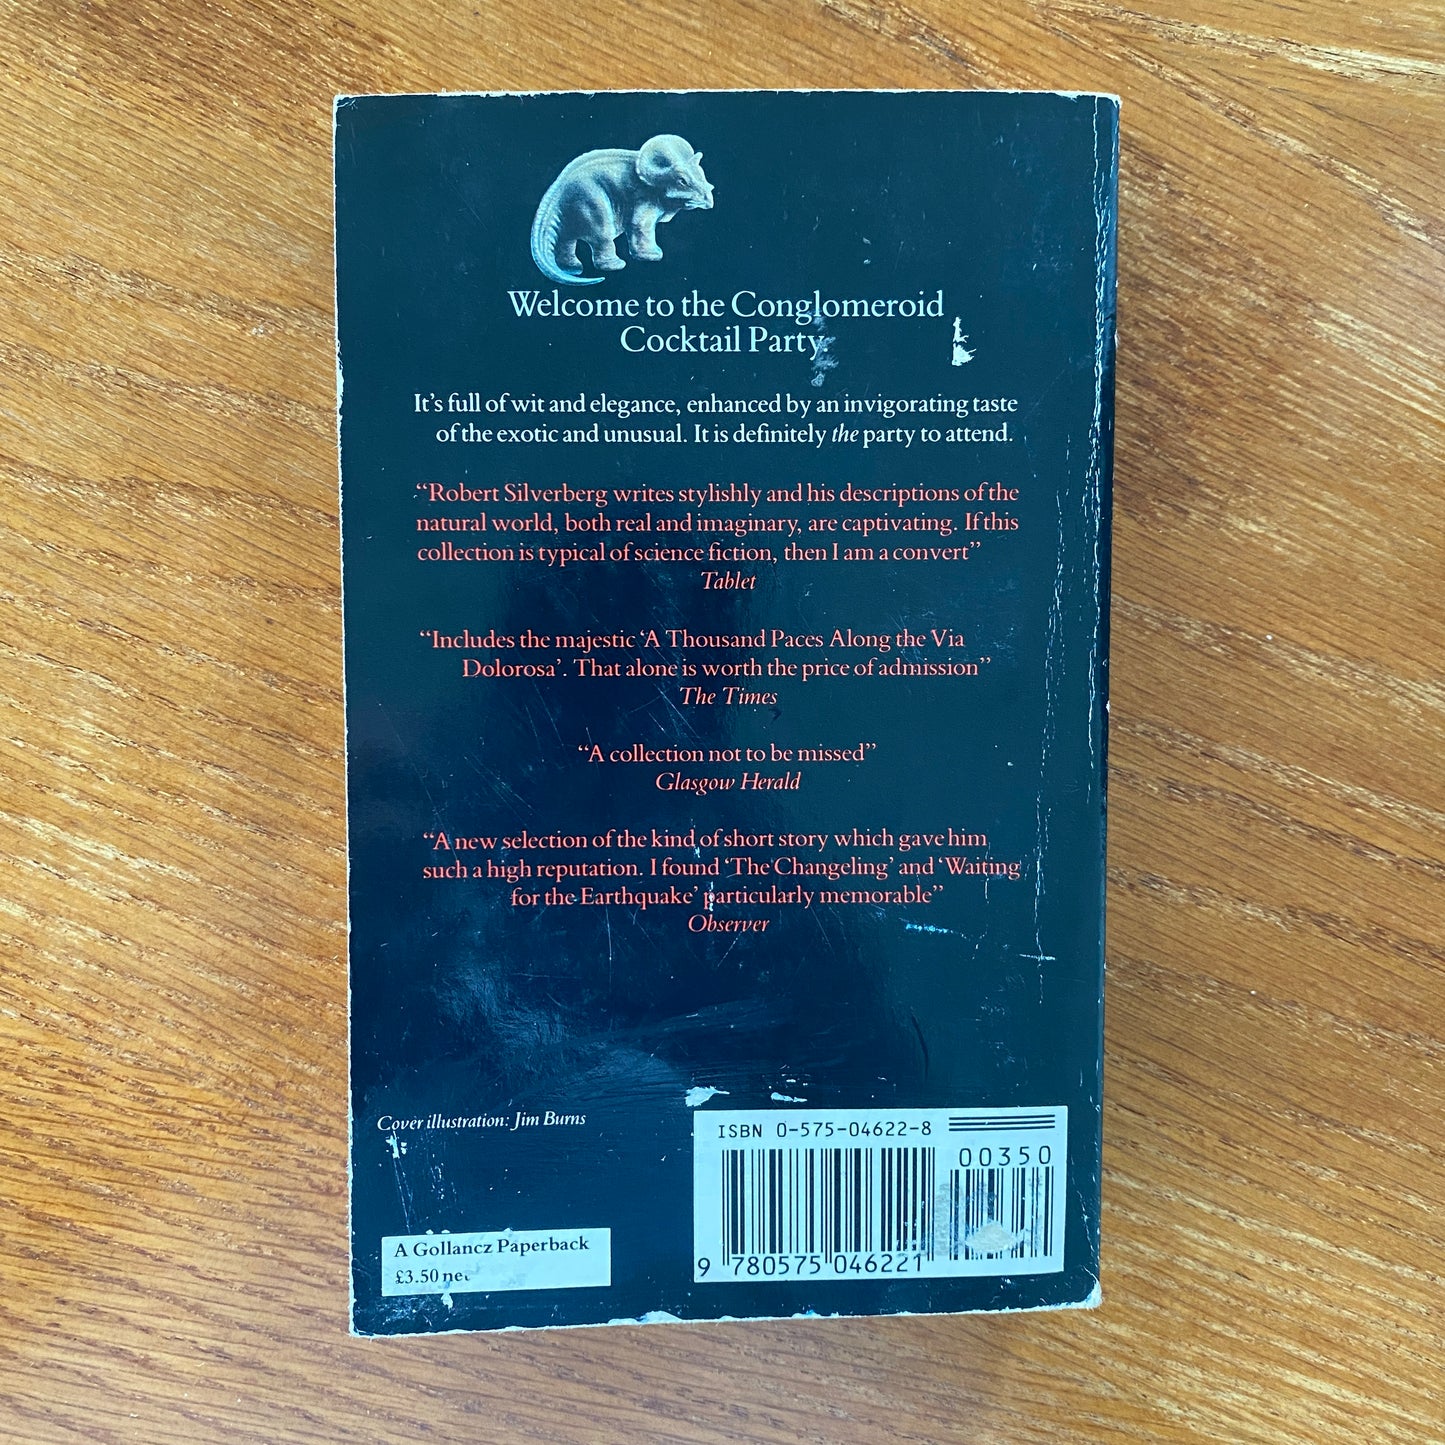 Welcome to the Conglomeroid
Cocktail Party.
It's full of wit and elegance, enhanced by an invigorating taste
of the exotic and unusual. It is definitely the party to attend.
“Robert Silverberg writes stylishly and his descriptions of the
natural world, both real and imaginary, are captivating. If this
collection is typical of science fiction, then I am a convert”
Tablet
“Includes the majestic ‘A Thousand Paces Along the Via
Dolorosa’. That alone is worth the price of admission”
The Times
“A collection not to be missed”
Glasgow Herald
“A new selection of the kind of short story which gave him
such a high reputation. I found ‘The Changeling’ and ‘Waiting
for the Earthquake’ particularly memorable”
Observer
Cover illustration: Jim Burns
ISBN 0-575-04622-8
00350
9 780575 046221
A Gollancz Paperback
£3.50 net